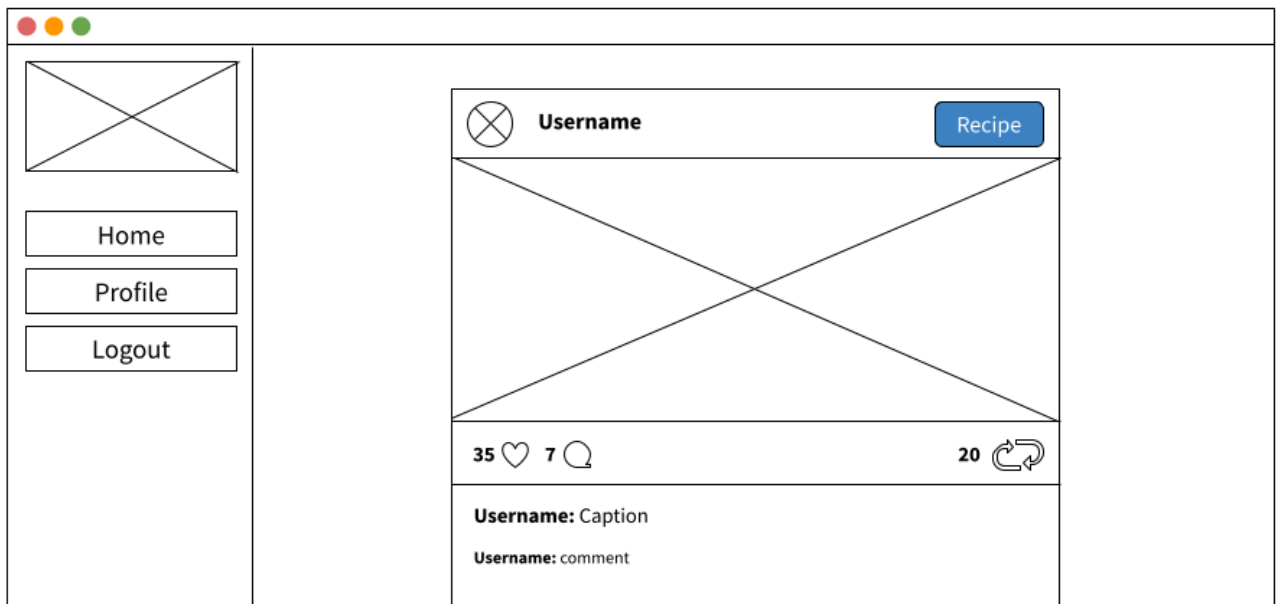 Home
Profile
Logout
Username
Recipe
35 7 20
Username: Caption
Username: comment